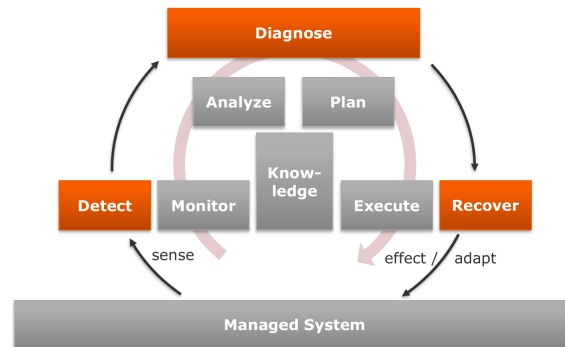 Diagnose
Analyze
Plan
Know-
ledge
Detect
Monitor
Execute
Recover
sense
effect / adapt
Managed System